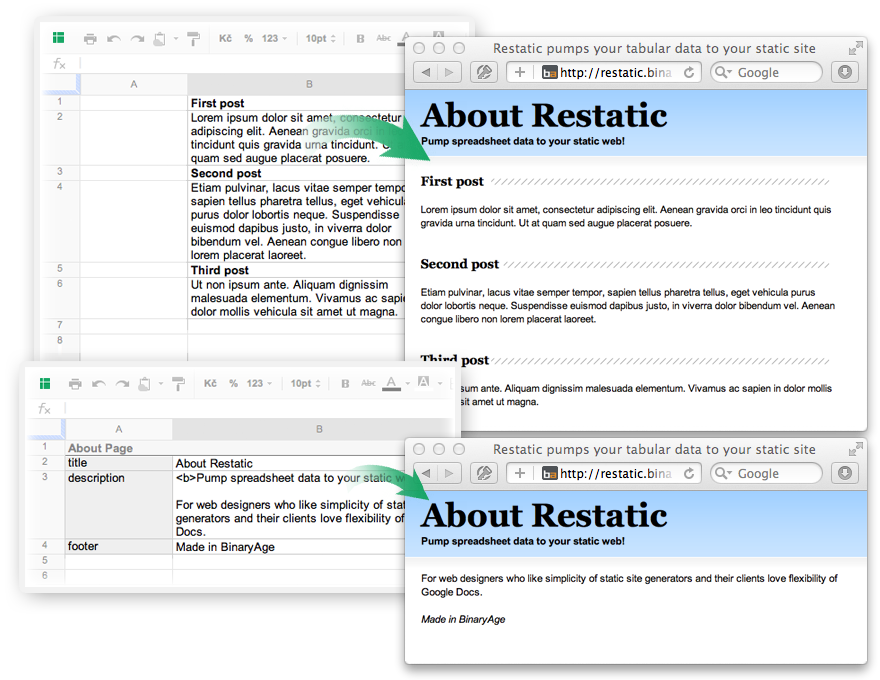 Kč % 123 10pt B Abc A A
fx
A B
1 First post
2 Lorem ipsum dolor sit amet, consectetur
adipiscing elit. Aenean gravida orci in leo
tincidunt quis gravida urna tincidunt. U
quam sed augue placerat posuere.
3 Second post
4 Etiam pulvinar, lacus vitae semper tempo
sapien tellus pharetra tellus, eget vehicula
purus dolor lobortis neque. Suspendisse
euismod dapibus justo, in viverra dolor
bibendum vel. Aenean congue libero non
lorem placerat laoreet.
5 Third post
6 Ut non ipsum ante. Aliquam dignissim
malesuada elementum. Vivamus ac sapie
dolor mollis vehicula sit amet ut magna.
7
8
Restatic pumps your tabular data to your static site
http://restatic.bina Google
About Restatic
Pump spreadsheet data to your static web!
First post
Lorem ipsum dolor sit amet, consectetur adipiscing elit. Aenean gravida orci in leo tincidunt quis
gravida urna tincidunt. Ut at quam sed augue placerat posuere.
Second post
Etiam pulvinar, lacus vitae semper tempor, sapien tellus pharetra tellus, eget vehicula purus
dolor lobortis neque. Suspendisse euismod dapibus justo, in viverra dolor bibendum vel. Aenean
congue libero non lorem placerat laoreet.
Third post
sum ante. Aliquam dignissim malesuada elementum. Vivamus ac sapien in dolor mollis
sit amet ut magna.
Kč % 123 10pt B Abc A A
fx
A B
1 About Page
2 title About Restatic
3 description <b>Pump spreadsheet data to your static w
For web designers who like simplicity of stat
generators and their clients love flexibility of
Docs.
4 footer Made in BinaryAge
5
6
Restatic pumps your tabular data to your static site
http://restatic.bina Google
About Restatic
Pump spreadsheet data to your static web!
For web designers who like simplicity of static site generators and their clients love flexibility of
Google Docs.
Made in BinaryAge